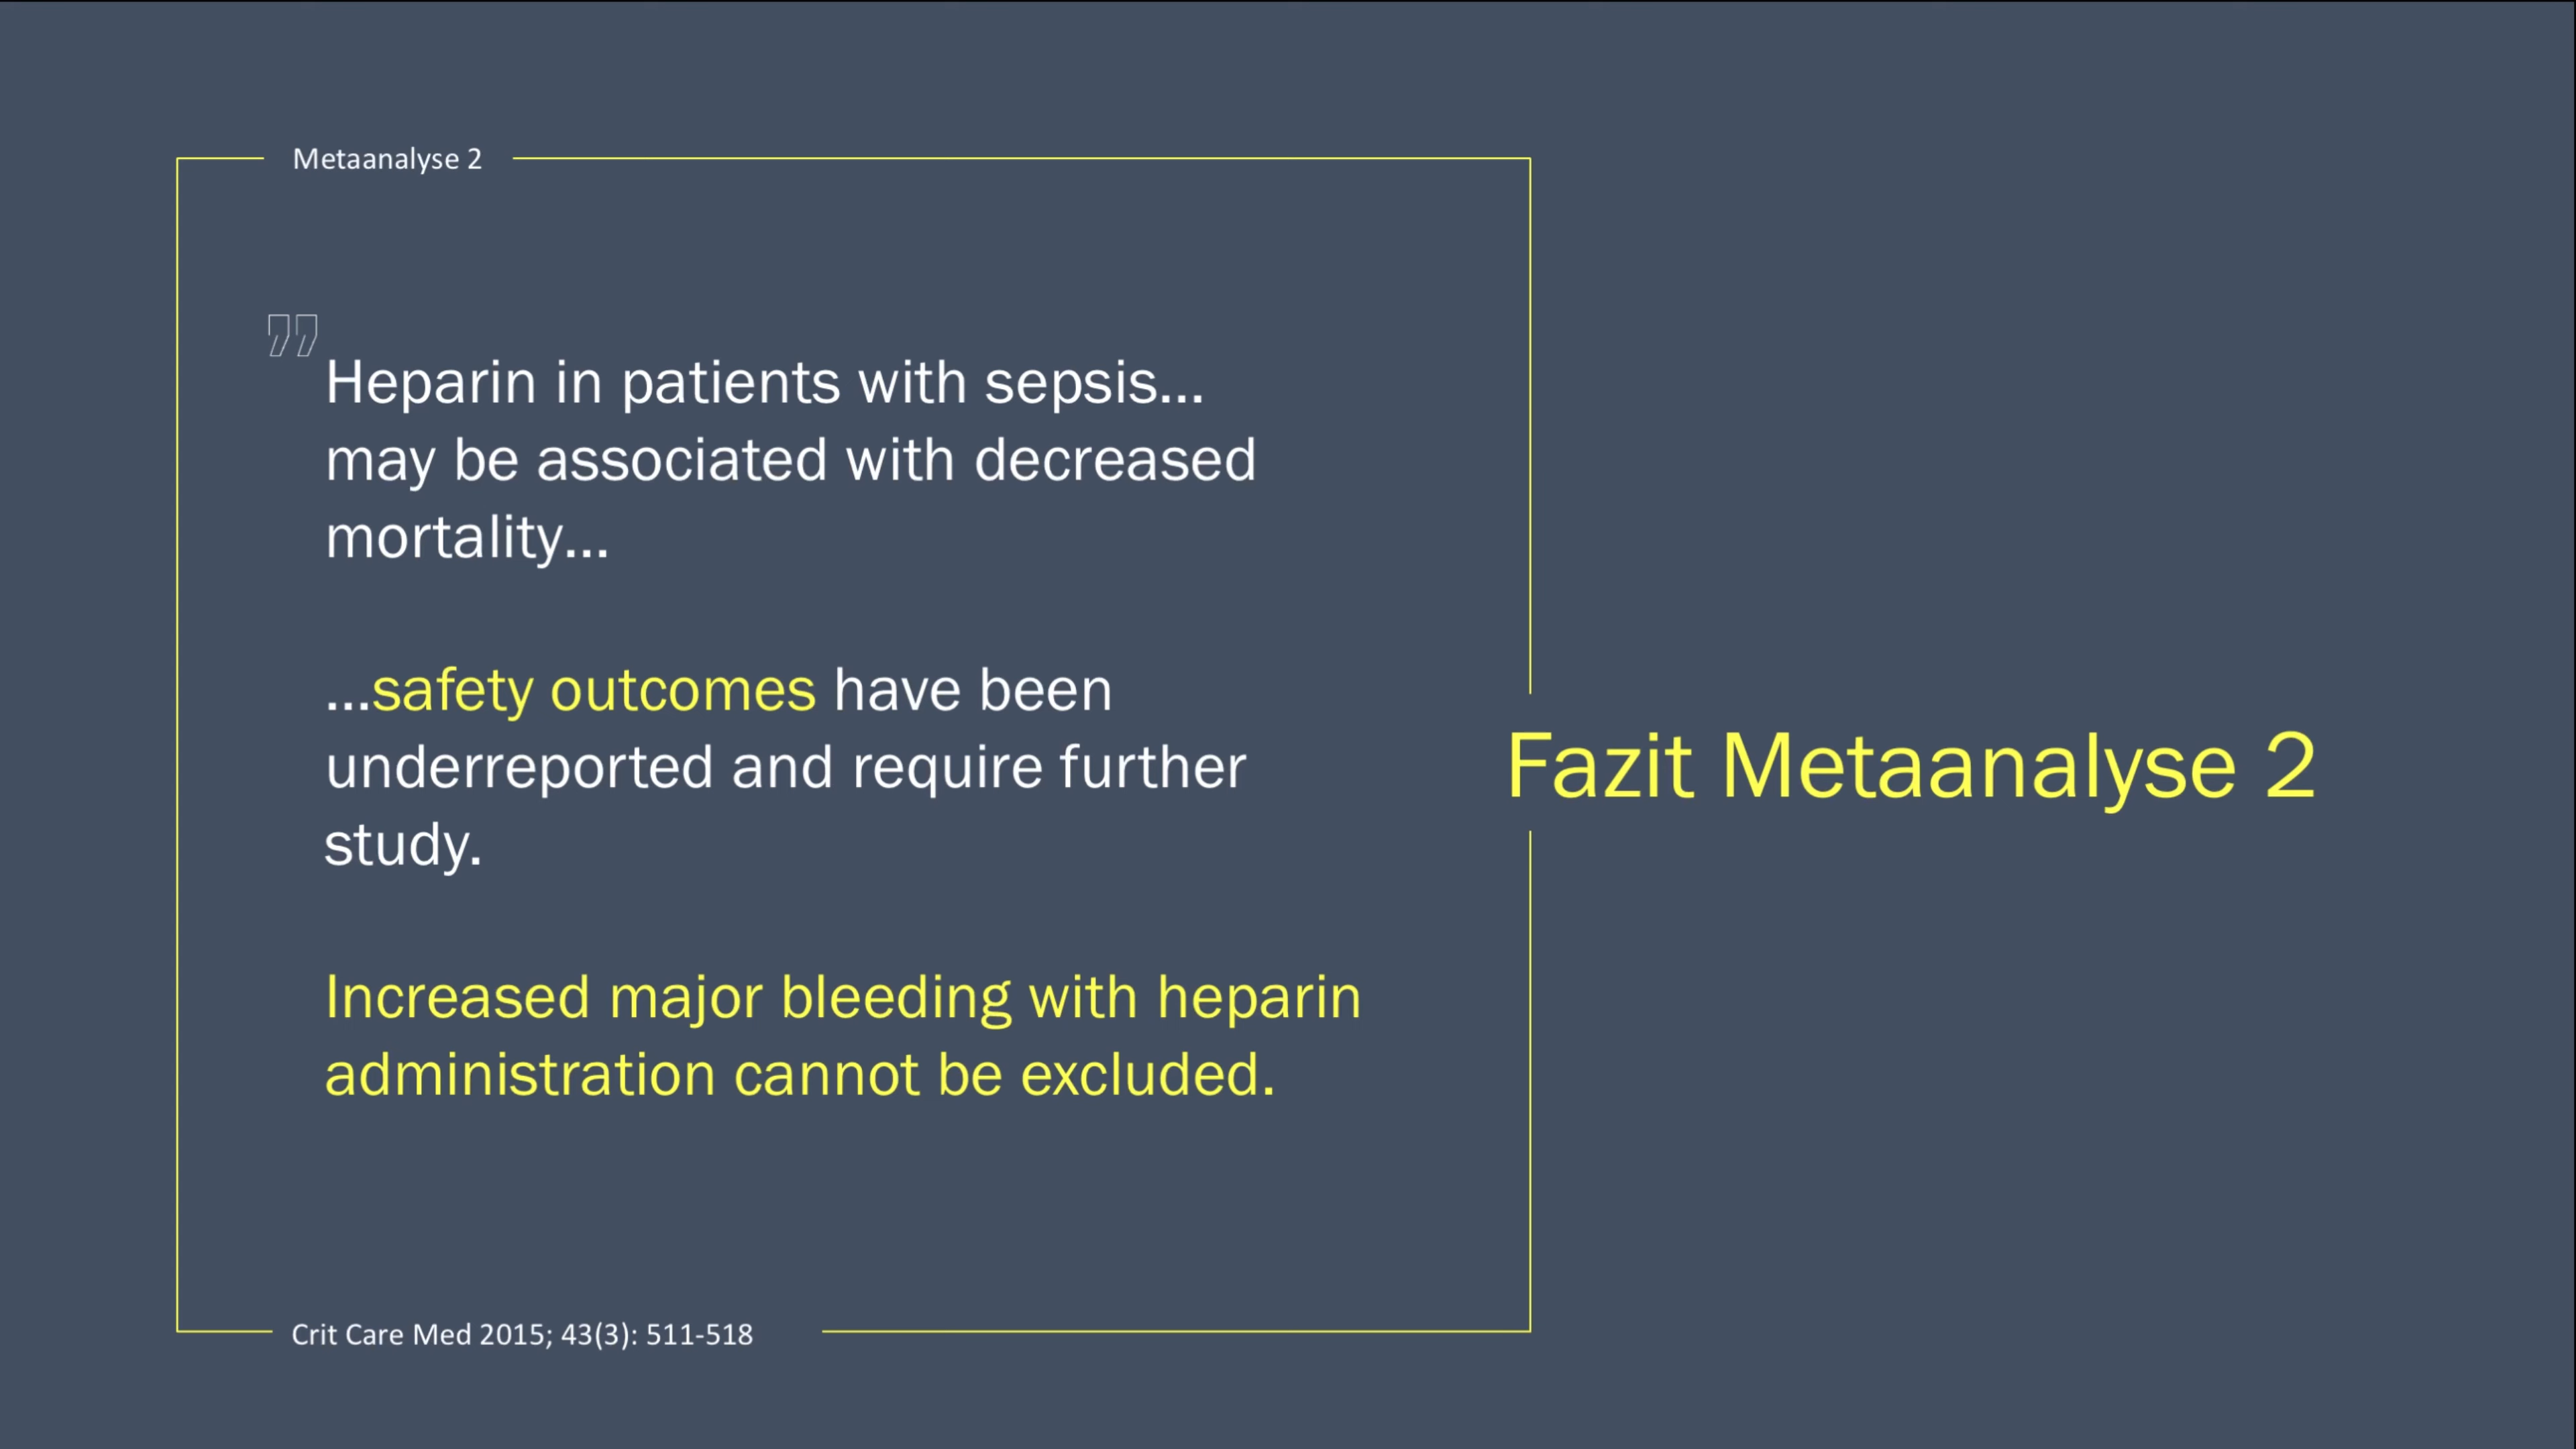 Metaanalyse 2
”
Heparin in patients with sepsis...
may be associated with decreased
mortality...
...safety outcomes have been
underreported and require further
study.
Increased major bleeding with heparin
administration cannot be excluded.
Crit Care Med 2015; 43(3): 511-518
Fazit Metaanalyse 2